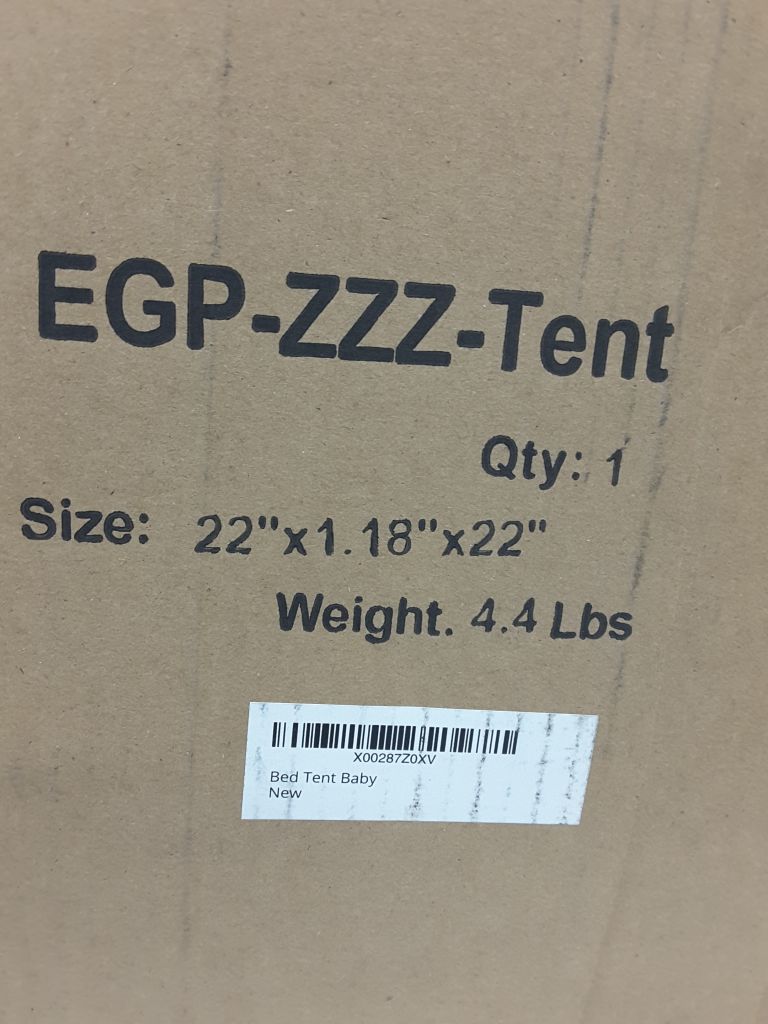 EGP-ZZZ-Tent
Qty: 1
Size: 22"x1.18"x22"
Weight. 4.4 Lbs
X00287Z0XV
Bed Tent Baby
New